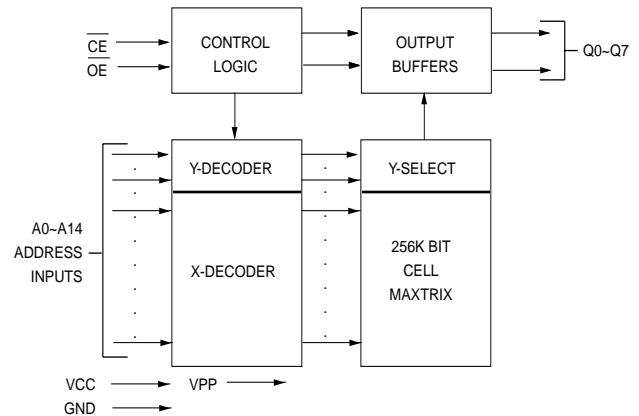 CE
OE
CONTROL
LOGIC
OUTPUT
BUFFERS
Q0~Q7
A0~A14
ADDRESS
INPUTS
Y-DECODER
X-DECODER
Y-SELECT
256K BIT
CELL
MAXTRIX
VCC
GND
VPP